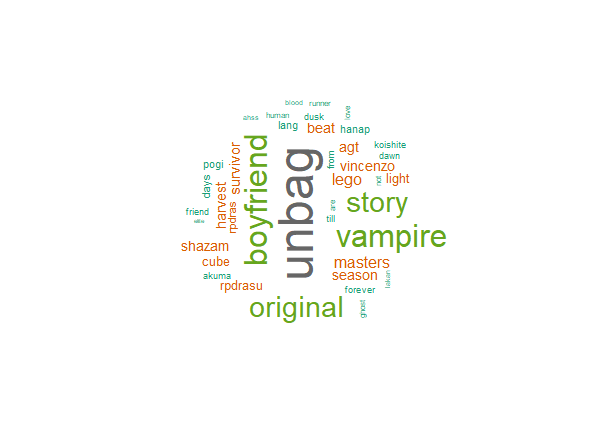 blood
runner
ahss
human
dusk
love
lang
beat
hanap
boyfriend
unbag
from
agt
koishite
dawn
pogi
survivor
vincenzo
days
harvest
lego
not
light
rpdras
are
story
friend
till
vampire
shazam
cube
masters
akuma
season
taken
rpdrasu
forever
original
ghost